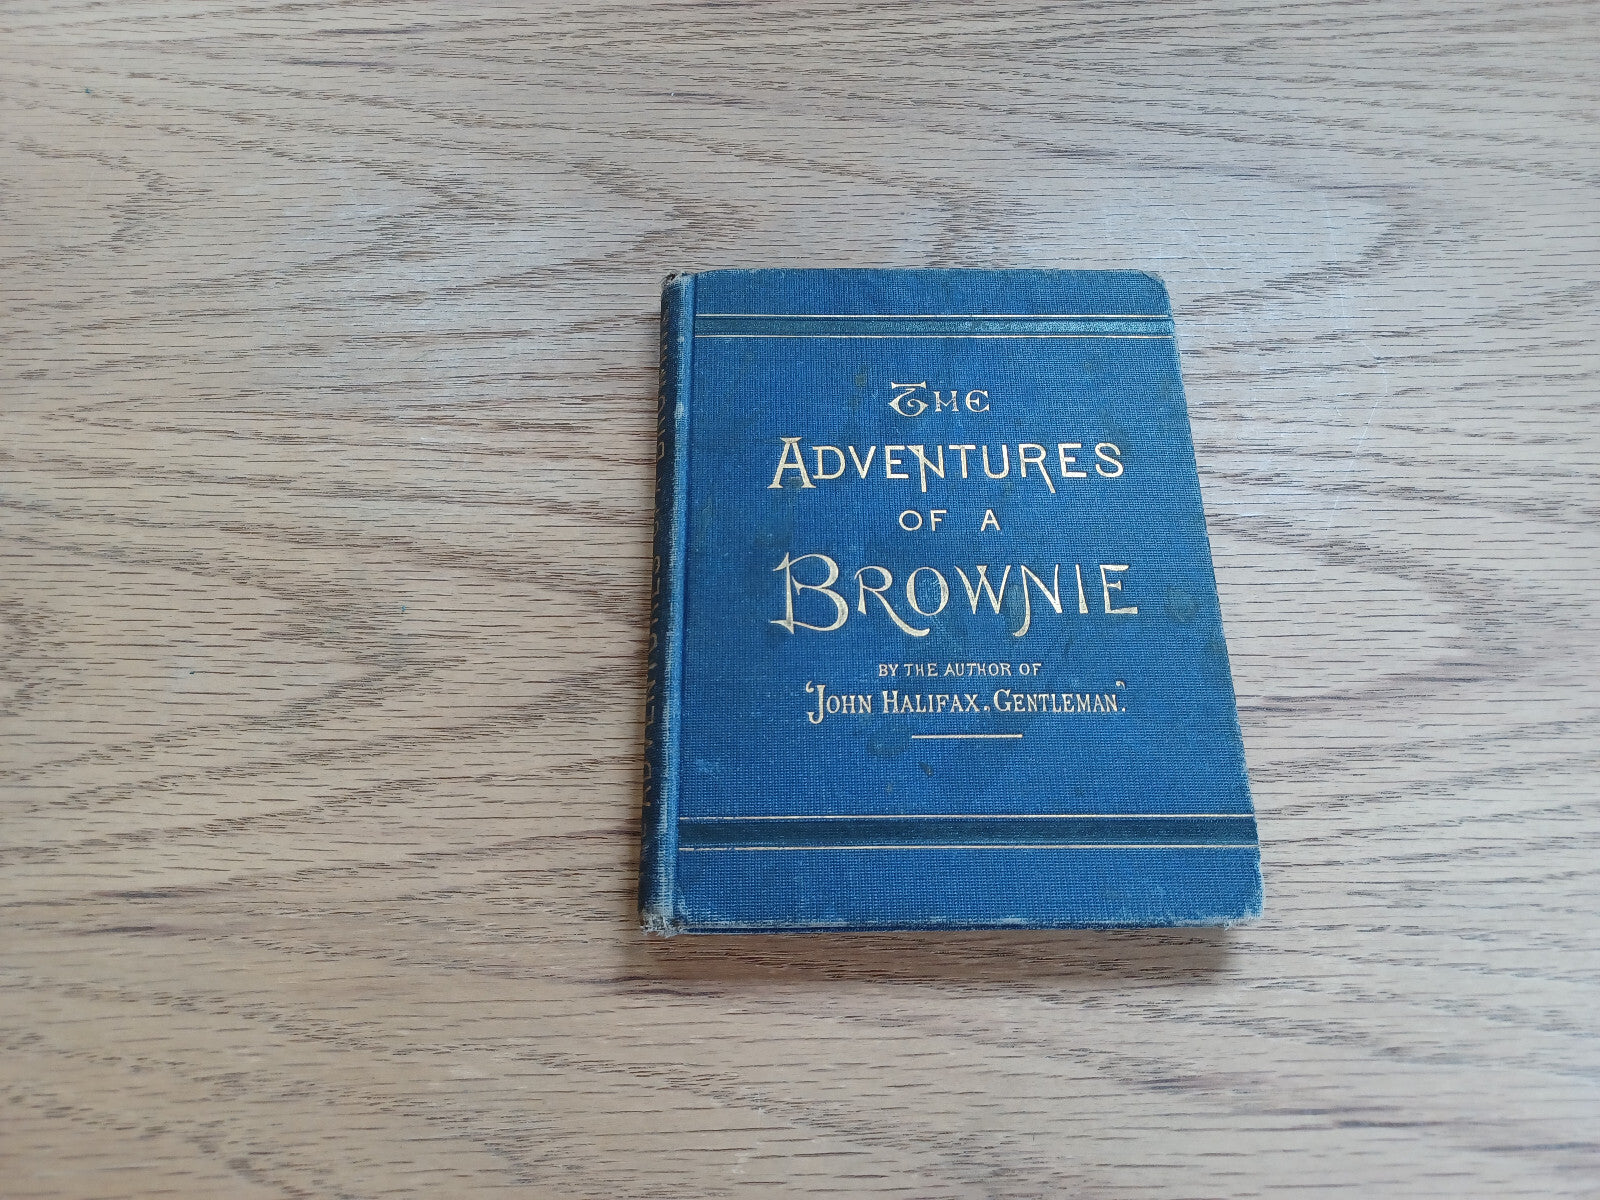 THE
ADVENTURES
OF A
BROWNIE
BY THE AUTHOR OF
'JOHN HALIFAX. GENTLEMAN.'